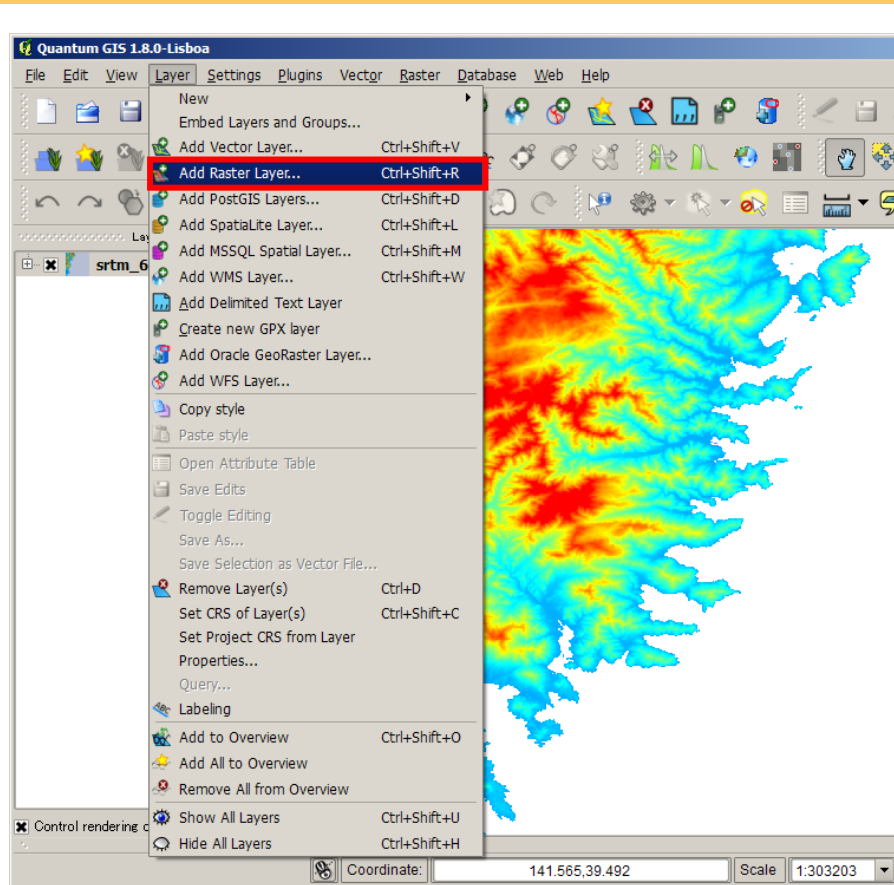 Quantum GIS 1.8.0-Lisboa
File Edit View Layer Settings Plugins Vector Raster Database Web Help
New
Embed Layers and Groups...
Add Vector Layer... Ctrl+Shift+V
Add Raster Layer... Ctrl+Shift+R
Add PostGIS Layers... Ctrl+Shift+D
Add SpatiaLite Layer... Ctrl+Shift+L
Add MSSQL Spatial Layer... Ctrl+Shift+M
srtm_6
Add WMS Layer... Ctrl+Shift+W
Add Delimited Text Layer
Create new GPX layer
Add Oracle GeoRaster Layer...
Add WFS Layer...
Copy style
Paste style
Open Attribute Table
Save Edits
Toggle Editing
Save As...
Save Selection as Vector File...
Remove Layer(s) Ctrl+D
Set CRS of Layer(s) Ctrl+Shift+C
Set Project CRS from Layer
Properties...
Query...
Labeling
Add to Overview Ctrl+Shift+O
Add All to Overview
Remove All from Overview
Show All Layers Ctrl+Shift+U
Control rendering
Hide All Layers Ctrl+Shift+H
Coordinate: 141.565,39.492 Scale 1:303203